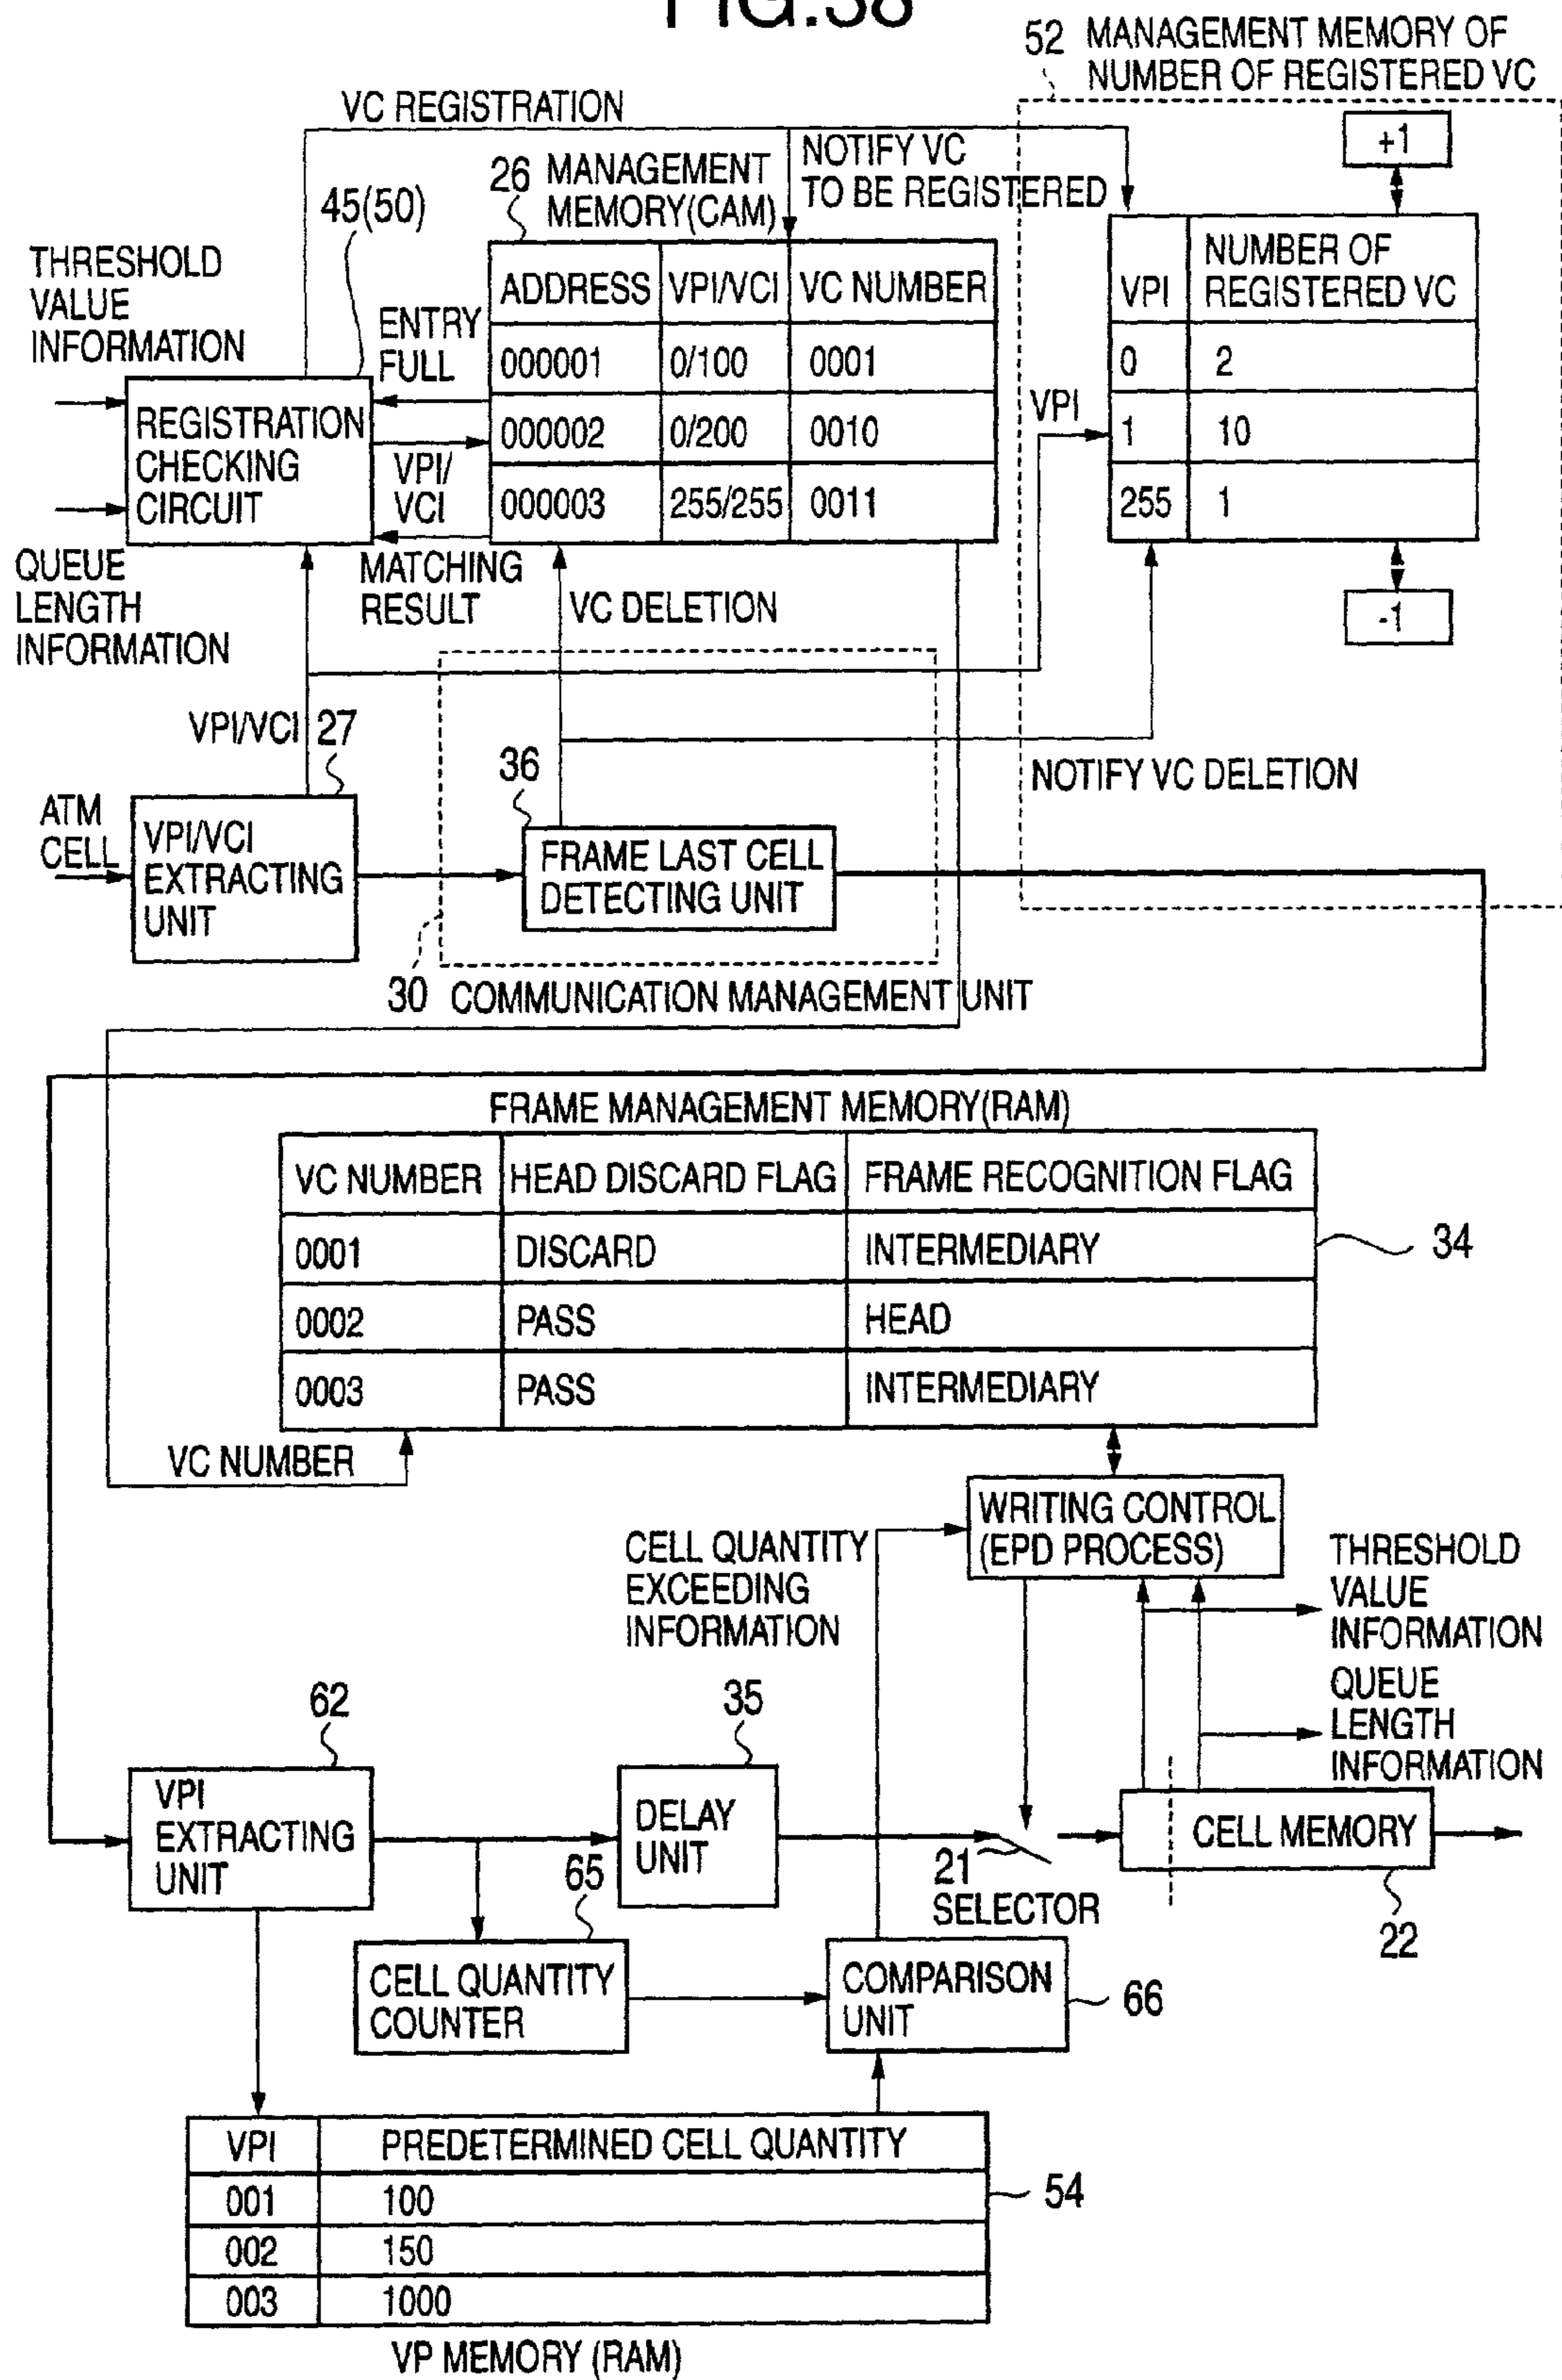 FIG.38
52 MANAGEMENT MEMORY OF
NUMBER OF REGISTERED VC
VC REGISTRATION
+1
NOTIFY VC
TO BE REGISTERED
26 MANAGEMENT
MEMORY(CAM)
45(50)
THRESHOLD
VALUE
INFORMATION
ENTRY
FULL
ADDRESS VPI/VCI VC NUMBER
000001 0/100 0001
000002 0/200 0010
000003 255/255 0011
VPI NUMBER OF
REGISTERED VC
0 2
1 10
255 1
VPI
REGISTRATION
CHECKING
CIRCUIT
VPI/
VCI
QUEUE
LENGTH
INFORMATION
MATCHING
RESULT
VC DELETION
-1
VPI/VCI
27
36
NOTIFY VC DELETION
ATM
CELL
VPI/VCI
EXTRACTING
UNIT
FRAME LAST CELL
DETECTING UNIT
30 COMMUNICATION MANAGEMENT UNIT
FRAME MANAGEMENT MEMORY(RAM)
VC NUMBER HEAD DISCARD FLAG FRAME RECOGNITION FLAG
0001 DISCARD INTERMEDIARY
0002 PASS HEAD
0003 PASS INTERMEDIARY
34
VC NUMBER
WRITING CONTROL
(EPD PROCESS)
CELL QUANTITY
EXCEEDING
INFORMATION
THRESHOLD
VALUE
INFORMATION
QUEUE
LENGTH
INFORMATION
62
35
VPI
EXTRACTING
UNIT
DELAY
UNIT
21
SELECTOR
CELL MEMORY
22
65
CELL QUANTITY
COUNTER
COMPARISON
UNIT
66
VPI PREDETERMINED CELL QUANTITY
001 100
002 150
003 1000
54
VP MEMORY (RAM)